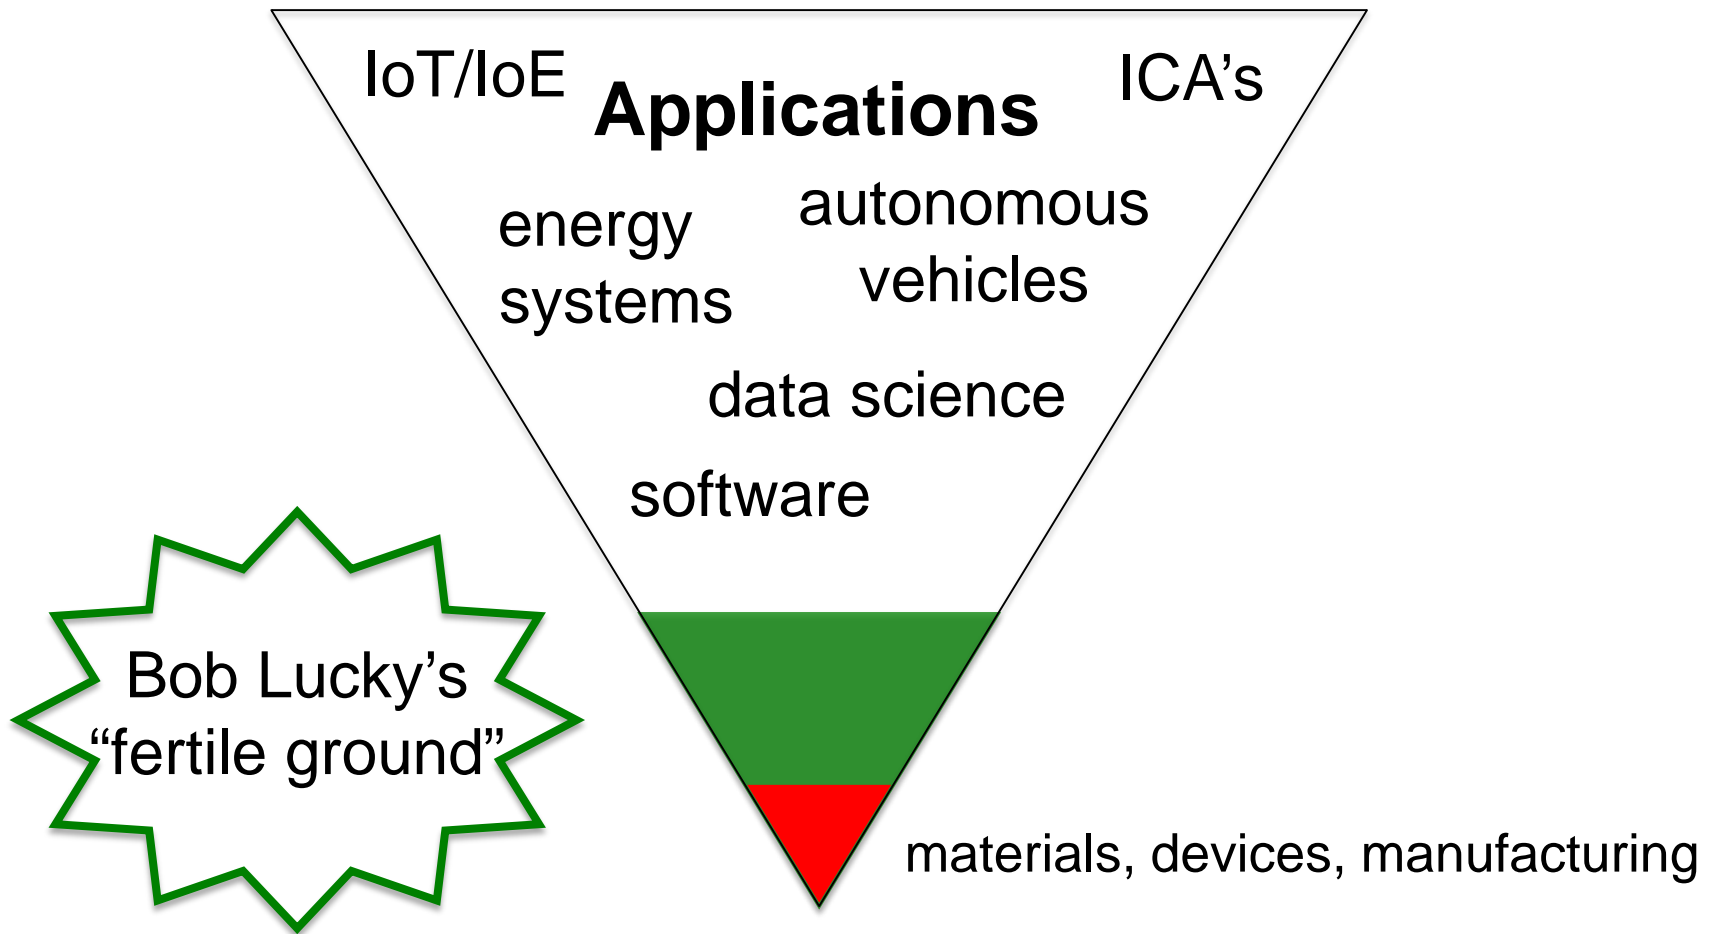 IoT/IoE
ICA’s
Applications
energy
systems
autonomous
vehicles
data science
software
Bob Lucky’s
“fertile ground”
materials, devices, manufacturing